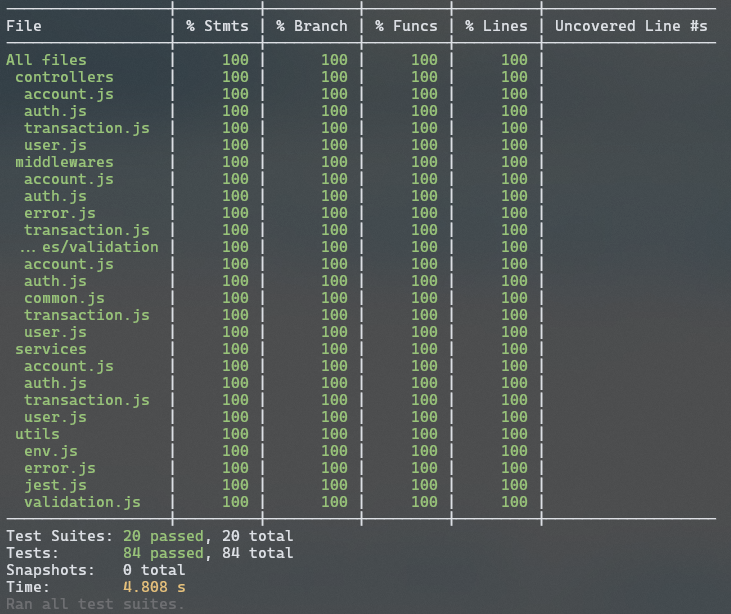 File | % Stmts | % Branch | % Funcs | % Lines | Uncovered Line #s
All files | 100 | 100 | 100 | 100 |
controllers | 100 | 100 | 100 | 100 |
account.js | 100 | 100 | 100 | 100 |
auth.js | 100 | 100 | 100 | 100 |
transaction.js | 100 | 100 | 100 | 100 |
user.js | 100 | 100 | 100 | 100 |
middlewares | 100 | 100 | 100 | 100 |
account.js | 100 | 100 | 100 | 100 |
auth.js | 100 | 100 | 100 | 100 |
error.js | 100 | 100 | 100 | 100 |
transaction.js | 100 | 100 | 100 | 100 |
...es/validation | 100 | 100 | 100 | 100 |
account.js | 100 | 100 | 100 | 100 |
auth.js | 100 | 100 | 100 | 100 |
common.js | 100 | 100 | 100 | 100 |
transaction.js | 100 | 100 | 100 | 100 |
user.js | 100 | 100 | 100 | 100 |
services | 100 | 100 | 100 | 100 |
account.js | 100 | 100 | 100 | 100 |
auth.js | 100 | 100 | 100 | 100 |
transaction.js | 100 | 100 | 100 | 100 |
user.js | 100 | 100 | 100 | 100 |
utils | 100 | 100 | 100 | 100 |
env.js | 100 | 100 | 100 | 100 |
error.js | 100 | 100 | 100 | 100 |
jest.js | 100 | 100 | 100 | 100 |
validation.js | 100 | 100 | 100 | 100 |
Test Suites: 20 passed, 20 total
Tests: 84 passed, 84 total
Snapshots: 0 total
Time: 4.808 s
Ran all test suites.